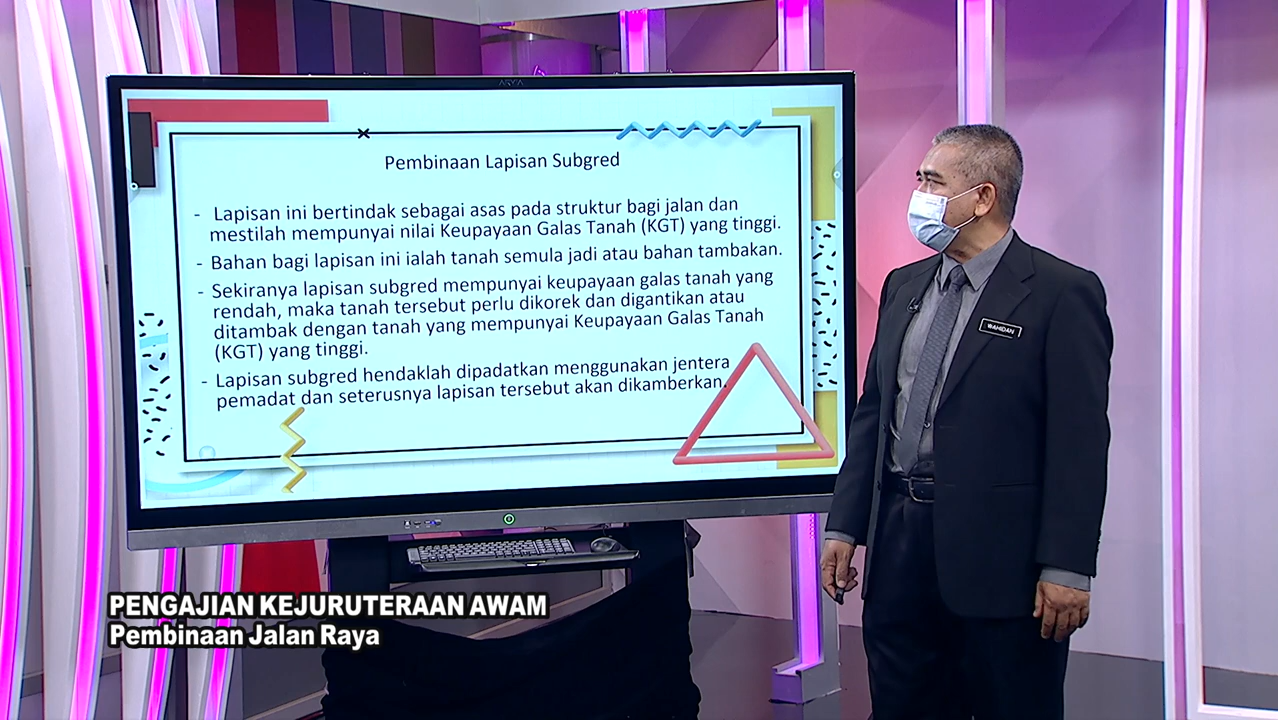 ARYA
Pembinaan Lapisan Subgred
- Lapisan ini bertindak sebagai asas pada struktur bagi jalan dan
mestilah mempunyai nilai Keupayaan Galas Tanah (KGT) yang tinggi.
- Bahan bagi lapisan ini ialah tanah semula jadi atau bahan tambakan.
- Sekiranya lapisan subgred mempunyai keupayaan galas tanah yang
rendah, maka tanah tersebut perlu dikorek dan digantikan atau
ditambak dengan tanah yang mempunyai Keupayaan Galas Tanah
(KGT) yang tinggi.
- Lapisan subgred hendaklah dipadatkan menggunakan jentera
pemadat dan seterusnya lapisan tersebut akan dikamberkan.
WAHIDAN
PENGAJIAN KEJURUTERAAN AWAM
Pembinaan Jalan Raya